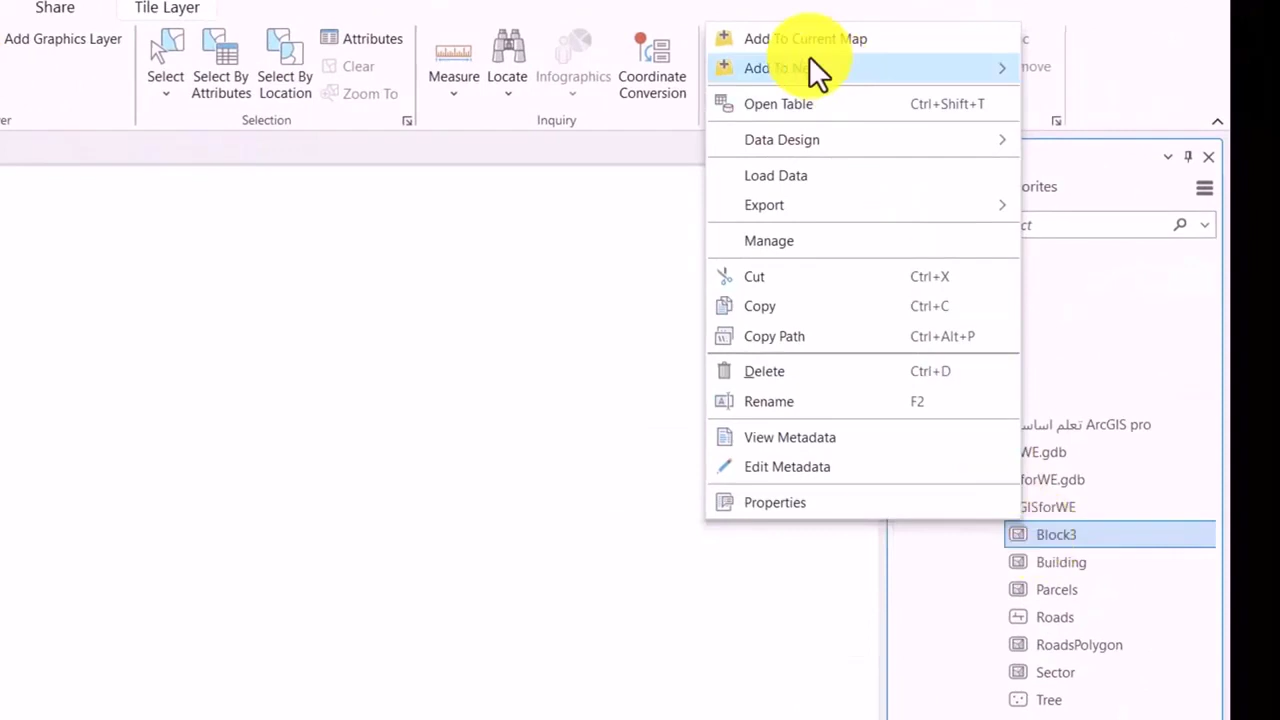 Share
Tile Layer
Add Graphics Layer
Select
Select By
Attributes
Select By
Location
Attributes
Clear
Zoom To
Selection
Measure
Locate
Infographics
Coordinate
Conversion
Inquiry
Add To Current Map
Add To
Open Table Ctrl+Shift+T
Data Design
Load Data
Export
Manage
Cut Ctrl+X
Copy Ctrl+C
Copy Path Ctrl+Alt+P
Delete Ctrl+D
Rename F2
View Metadata
Edit Metadata
Properties
تعلم اساسـ ArcGIS pro
WE.gdb
forWE.gdb
GISforWE
Block3
Building
Parcels
Roads
RoadsPolygon
Sector
Tree